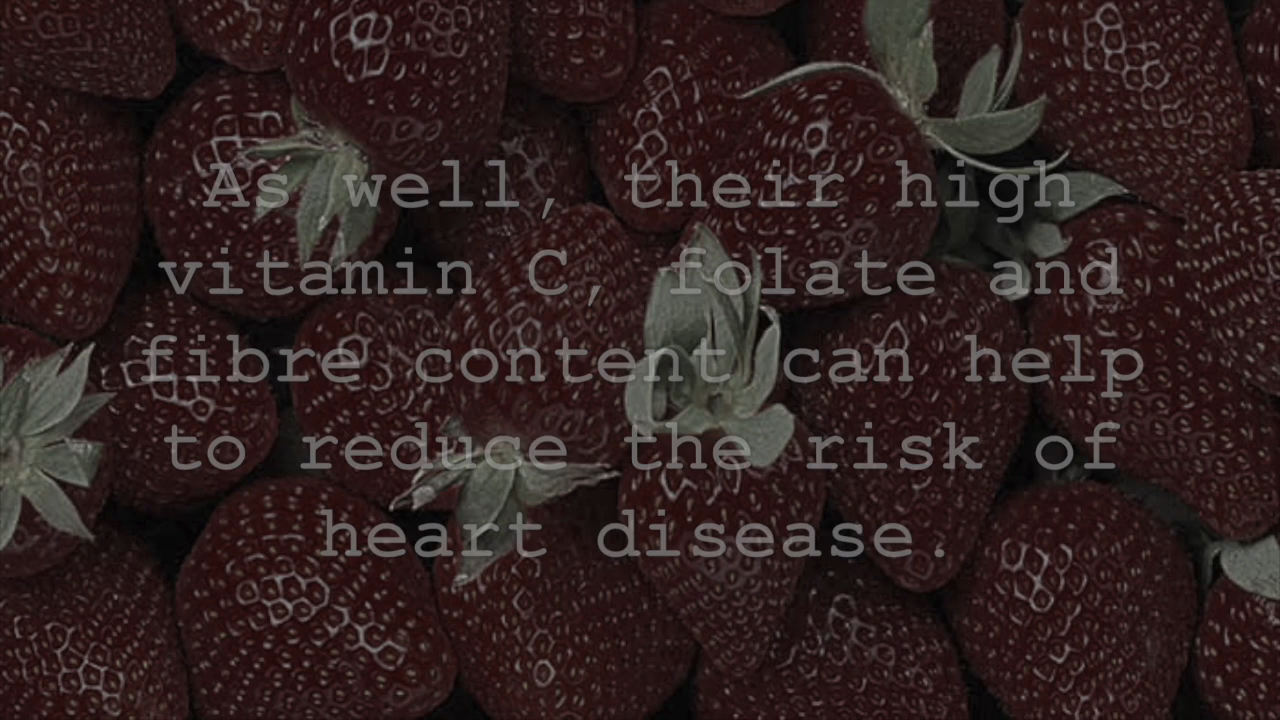 As well, their high
vitamin C, folate and
fibre content can help
to reduce the risk of
heart disease.